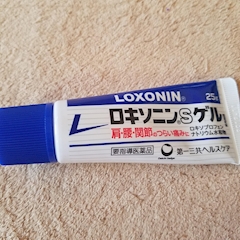 LOXONIN®
25g
ロキソニンSゲル
肩・腰・関節のつらい痛みに
ロキソプロフェン
ナトリウム水和物
要指導医薬品
第一三共ヘルスケア